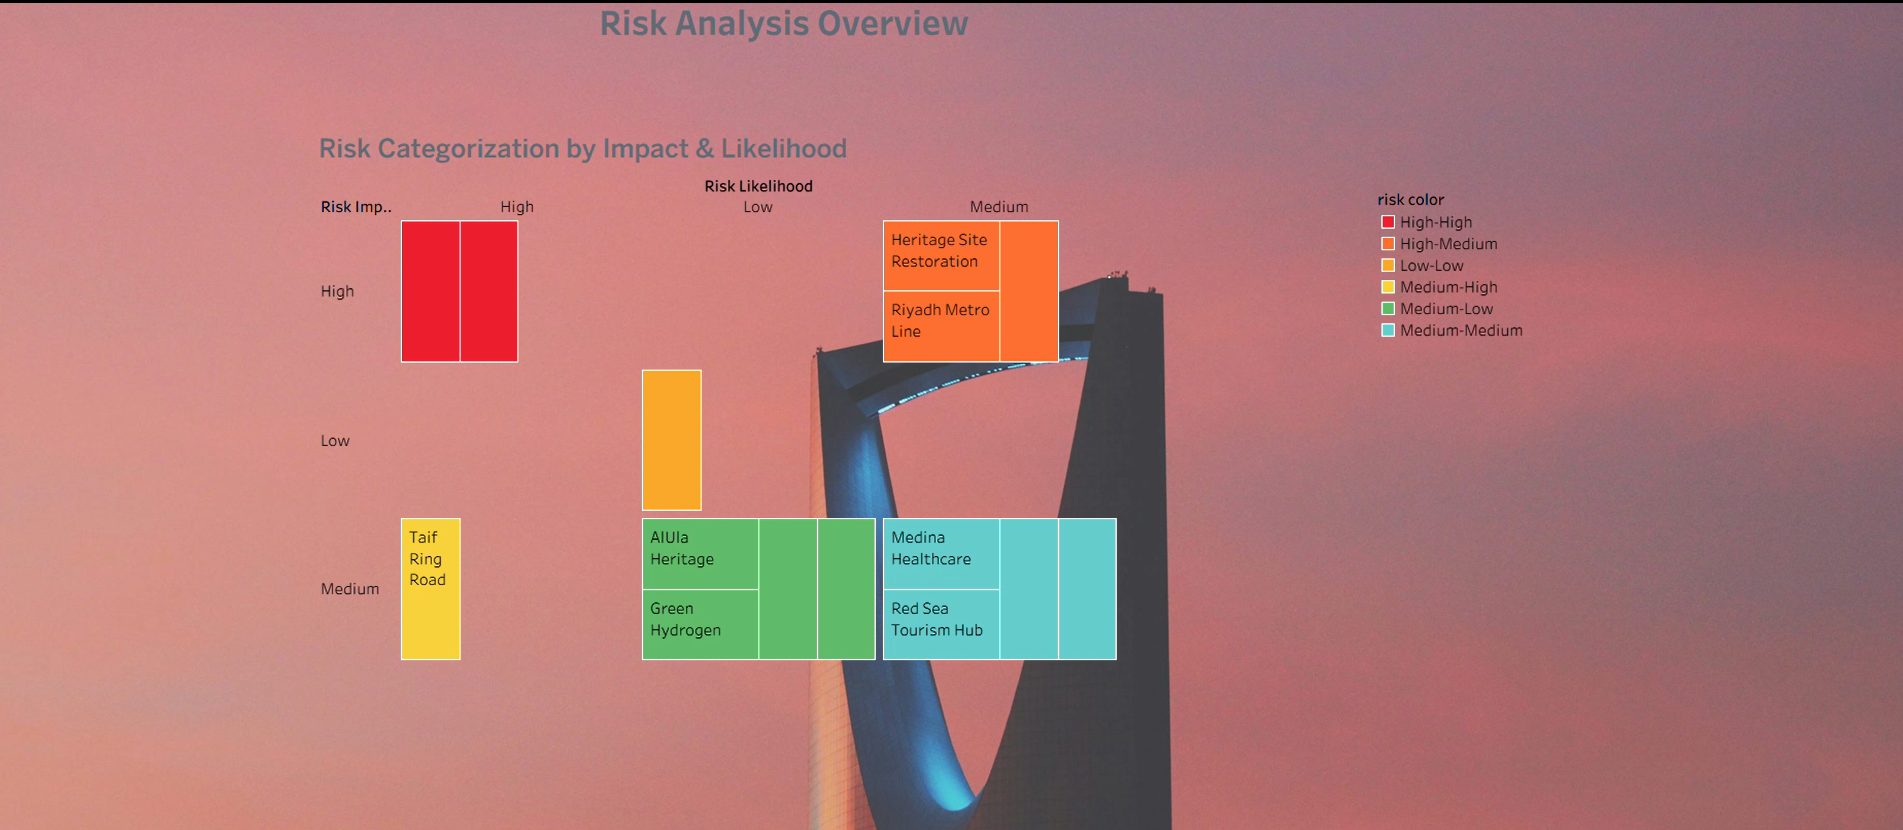 Risk Analysis Overview
Risk Categorization by Impact & Likelihood
Risk Likelihood
Risk Imp..
High
Low
Medium
High
Heritage Site
Restoration
Riyadh Metro
Line
Low
Medium
Taif
Ring
Road
AlUla
Heritage
Green
Hydrogen
Medina
Healthcare
Red Sea
Tourism Hub
risk color
High-High
High-Medium
Low-Low
Medium-High
Medium-Low
Medium-Medium